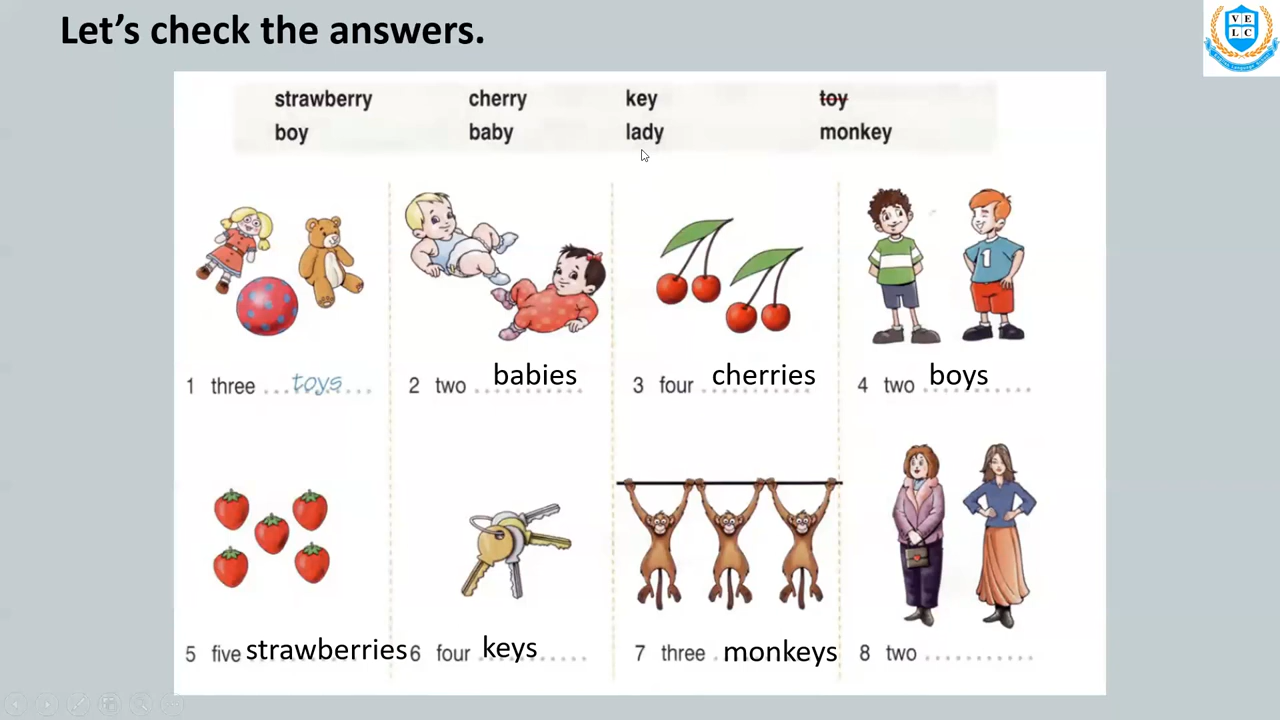 Let's check the answers.
V E
L C
strawberry cherry key toy
boy baby lady monkey
1 three ...toys...
2 two babies
3 four cherries
4 two boys
5 five strawberries
6 four keys
7 three monkeys
8 two ............
1